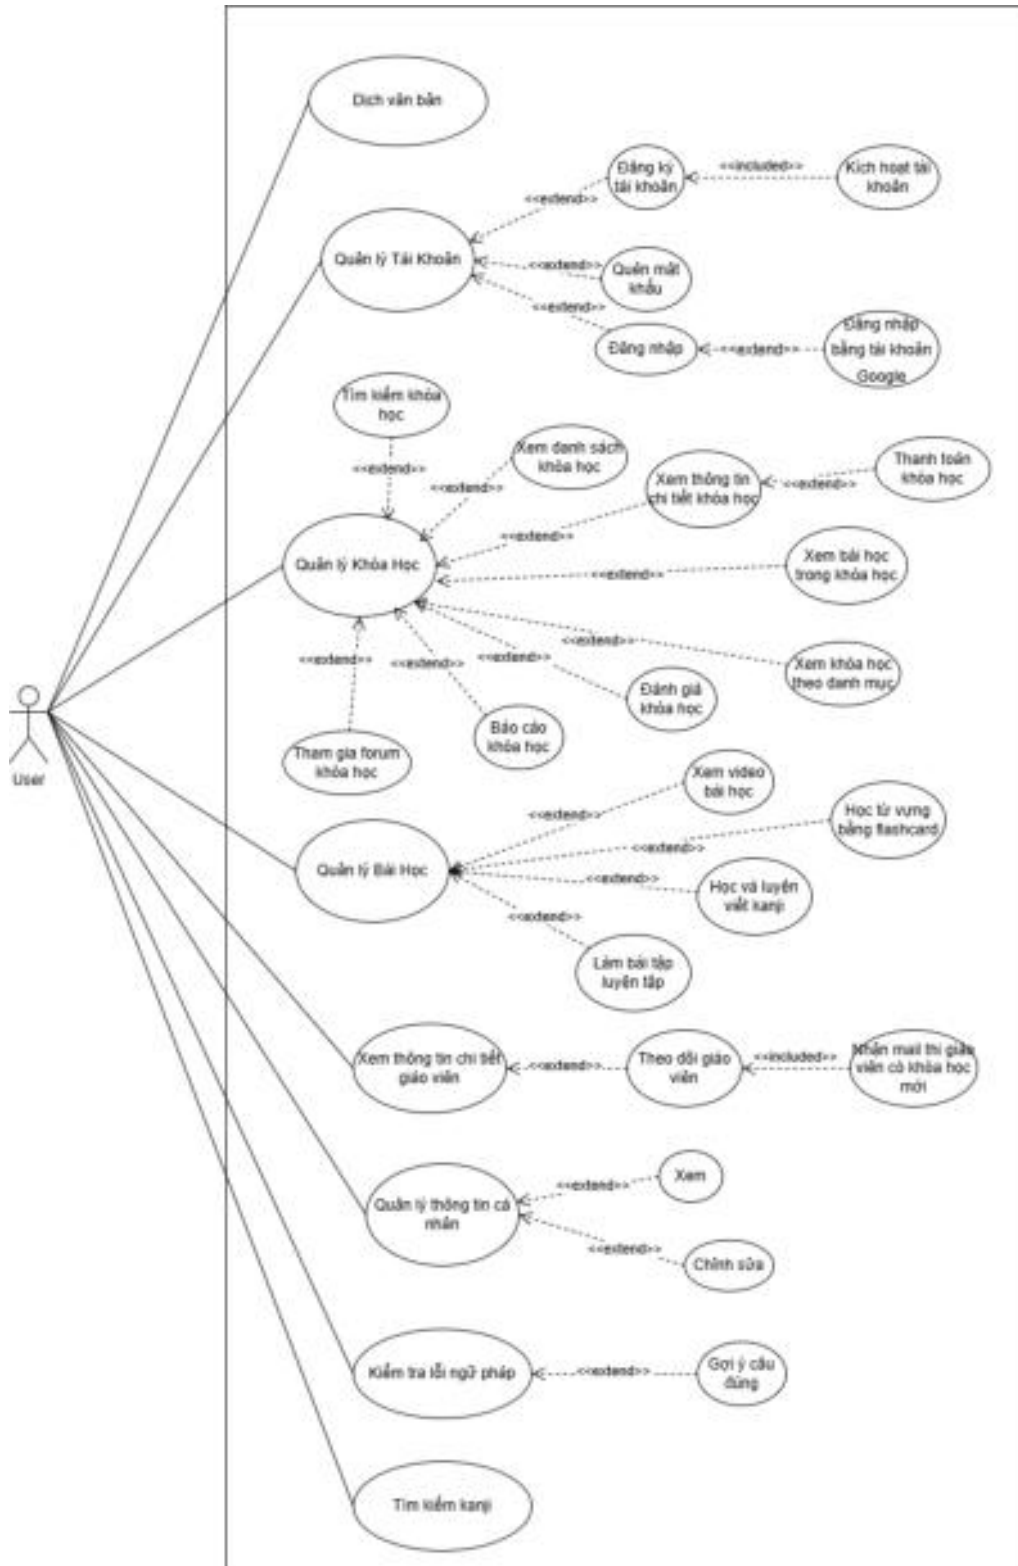 Dịch văn bản
Đăng ký
tài khoản
<<included>>
Kích hoạt tài
khoản
<<extend>>
Quản lý Tài Khoản
<<extend>>
Quên mật
khẩu
<<extend>>
Đăng nhập
<<extend>>
Đăng nhập
bằng tài khoản
Google
Tìm kiếm khóa
học
<<extend>>
Xem danh sách
khóa học
<<extend>>
Xem thông tin
chi tiết khóa học
<<extend>>
Thanh toán
khóa học
<<extend>>
Quản lý Khóa Học
<<extend>>
Xem bài học
trong khóa học
<<extend>>
Xem khóa học
theo danh mục
<<extend>>
Đánh giá
khóa học
<<extend>>
Báo cáo
khóa học
<<extend>>
Tham gia forum
khóa học
User
Xem video
bài học
<<extend>>
Học từ vựng
bằng flashcard
<<extend>>
Quản lý Bài Học
<<extend>>
Học và luyện
viết kanji
<<extend>>
Làm bài tập
luyện tập
Xem thông tin chi tiết
giáo viên
<<extend>>
Theo dõi giáo
viên
<<included>>
Nhận mail thi giáo
viên có khóa học
mới
Quản lý thông tin cá
nhân
<<extend>>
Xem
<<extend>>
Chỉnh sửa
Kiểm tra lỗi ngữ pháp
<<extend>>
Gợi ý câu
đúng
Tìm kiếm kanji